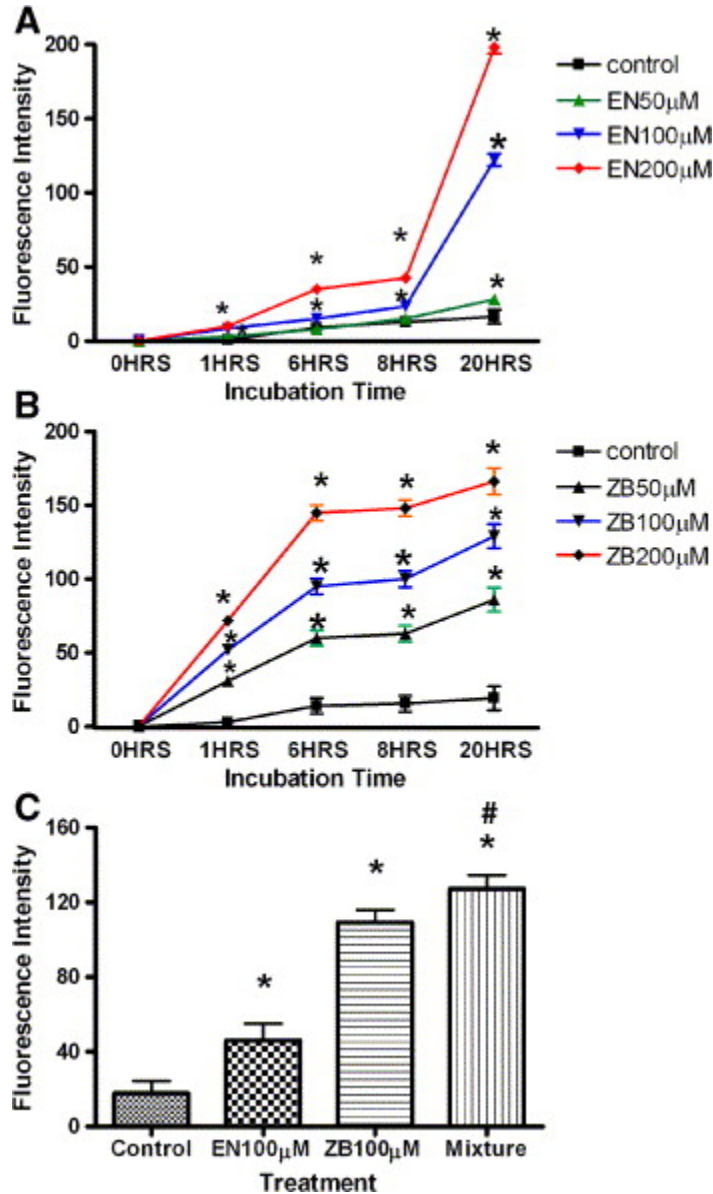 A
Fluorescence Intensity
200
150
100
50
0
*
*
*
*
*
*
*
*
*
0HRS 1HRS 6HRS 8HRS 20HRS
Incubation Time
control
EN50μM
EN100μM
EN200μM
B
Fluorescence Intensity
200
150
100
50
0
* * *
* * * *
* * * *
*
0HRS 1HRS 6HRS 8HRS 20HRS
Incubation Time
control
ZB50μM
ZB100μM
ZB200μM
C
Fluorescence Intensity
160
120
80
40
0
#
* * *
Control EN100μM ZB100μM Mixture
Treatment